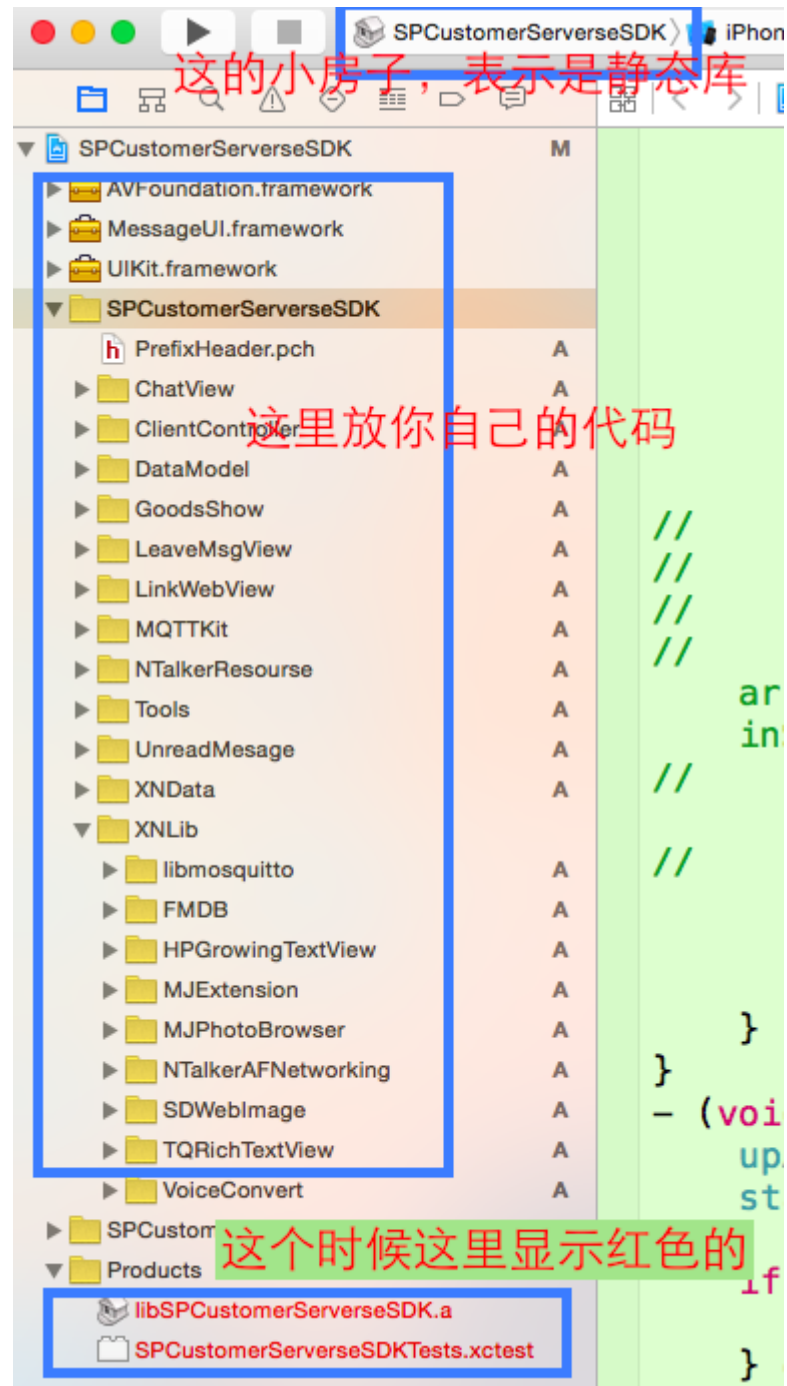 SPCustomerServerseSDK
这的小房子，表示是静态库
SPCustomerServerseSDK M
AVFoundation.framework
MessageUI.framework
UIKit.framework
SPCustomerServerseSDK
h PrefixHeader.pch A
ChatView A
ClientController A
这里放你自己的代码
DataModel A
GoodsShow A
//
LeaveMsgView A
//
LinkWebView A
//
MQTTKit A
//
NTalkerResourse A
ar
Tools A
in
UnreadMesage A
XNData A
//
XNLib
libmosquitto A
//
FMDB A
HPGrowingTextView A
MJExtension A
MJPhotoBrowser A
}
NTalkerAFNetworking A
}
SDWebImage A
- (voi
TQRichTextView A
up
VoiceConvert A
st
SPCustom
这个时候这里显示红色的
Products
if
libSPCustomerServerseSDK.a
SPCustomerServerseSDKTests.xctest
}